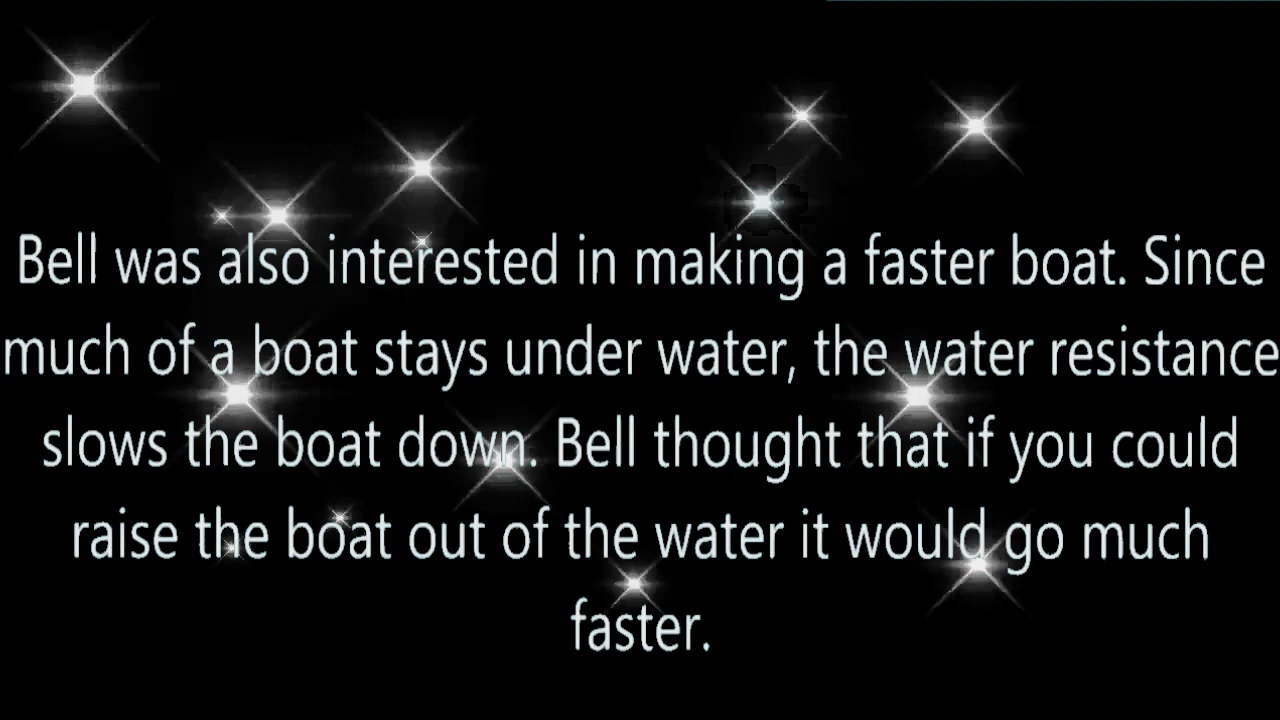 Bell was also interested in making a faster boat. Since
much of a boat stays under water, the water resistance
slows the boat down. Bell thought that if you could
raise the boat out of the water it would go much
faster.